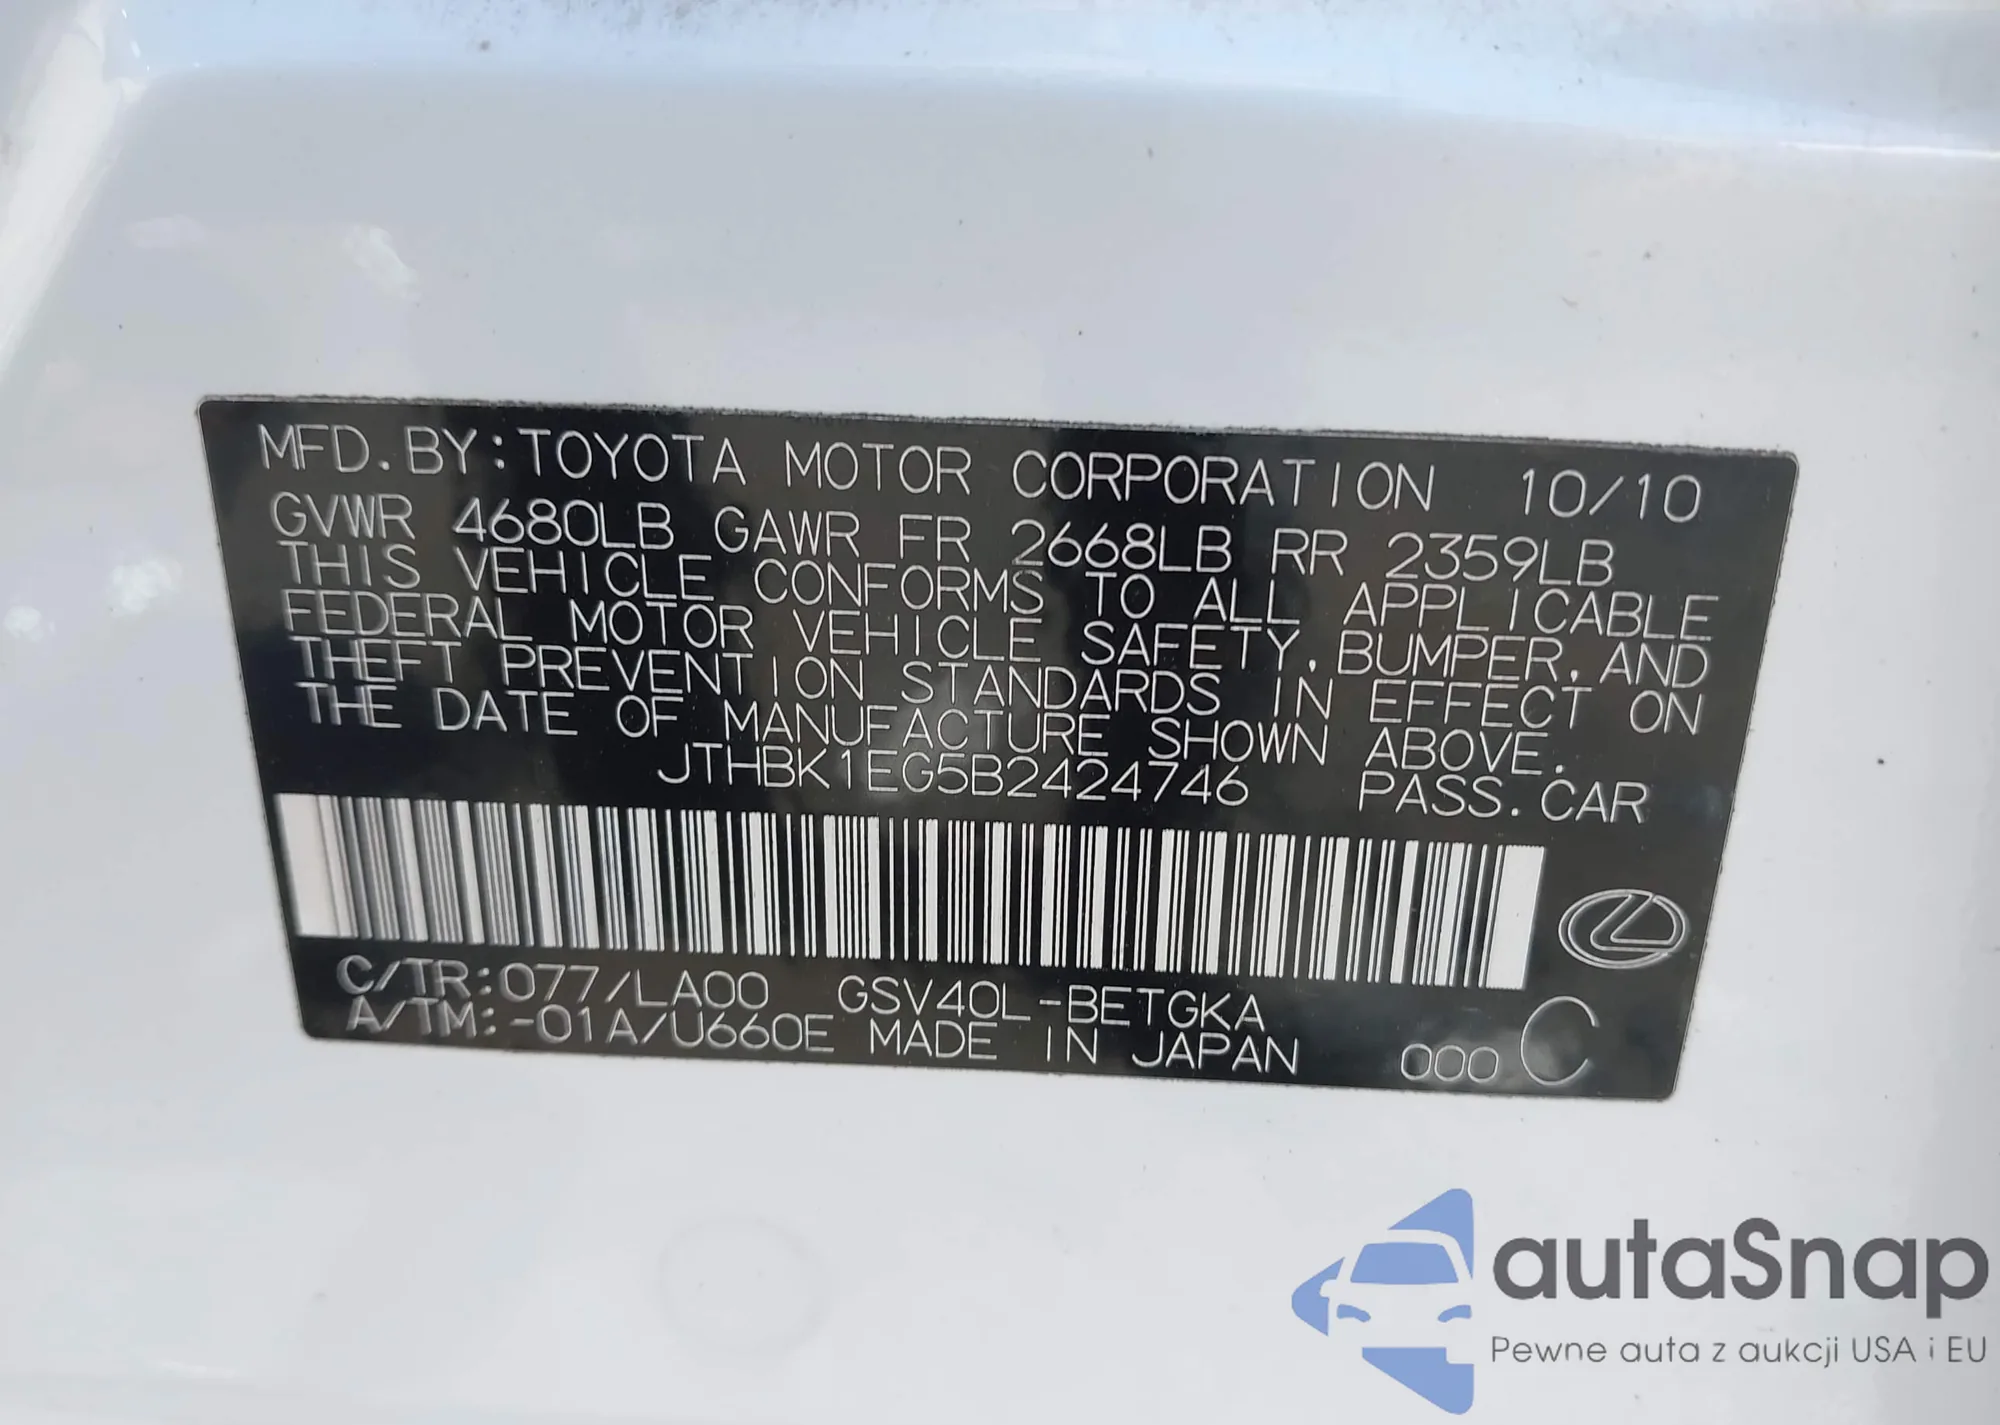 MFD. BY: TOYOTA MOTOR CORPORATION 10/10
GVWR 4680LB GAWR FR 2668LB RR 2359LB
THIS VEHICLE CONFORMS TO ALL APPLICABLE
FEDERAL MOTOR VEHICLE SAFETY, BUMPER, AND
THEFT PREVENTION STANDARDS IN EFFECT ON
THE DATE OF MANUFACTURE SHOWN ABOVE.
JTHBK1EG5B2424746 PASS. CAR
C/TR: 077/LA00 GSV40L-BETGKA
A/TM: -01A/U660E MADE IN JAPAN 000 C
autaSnap
Pewne auta z aukcji USA i EU